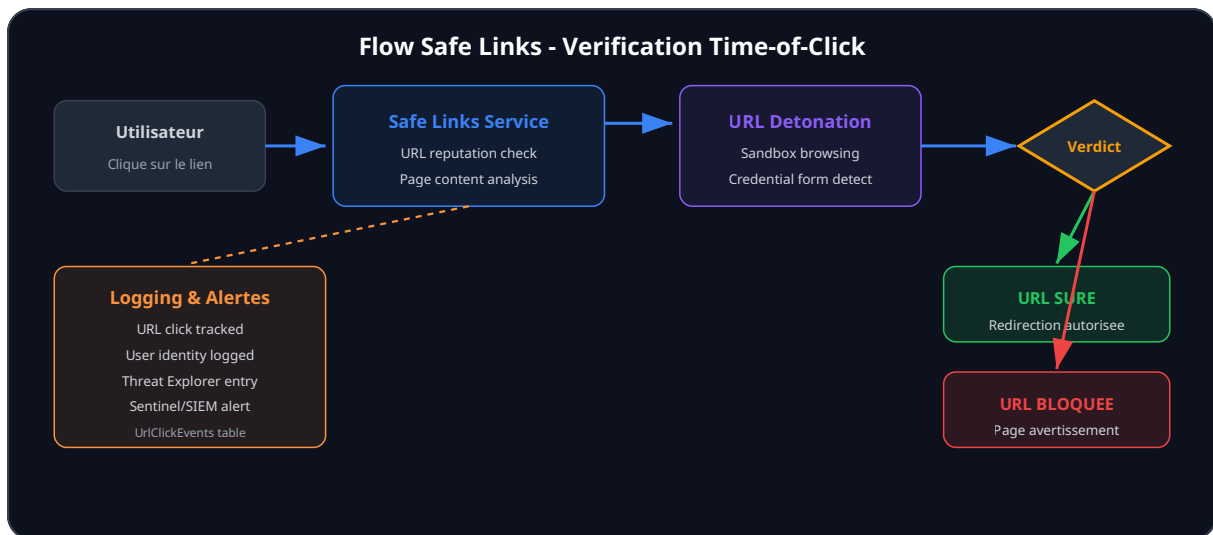 Flow Safe Links - Verification Time-of-Click
Utilisateur
Clique sur le lien
Safe Links Service
URL reputation check
Page content analysis
URL Detonation
Sandbox browsing
Credential form detect
Verdict
Logging & Alertes
URL click tracked
User identity logged
Threat Explorer entry
Sentinel/SIEM alert
UrlClickEvents table
URL SURE
Redirection autorisee
URL BLOQUEE
Page avertissement